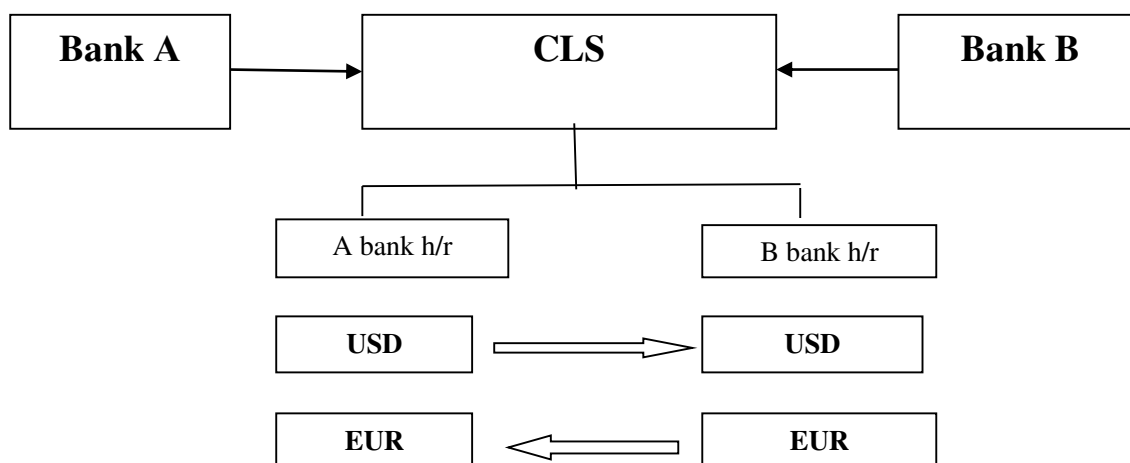 Bank A
CLS
Bank B
A bank h/r
B bank h/r
USD
USD
EUR
EUR